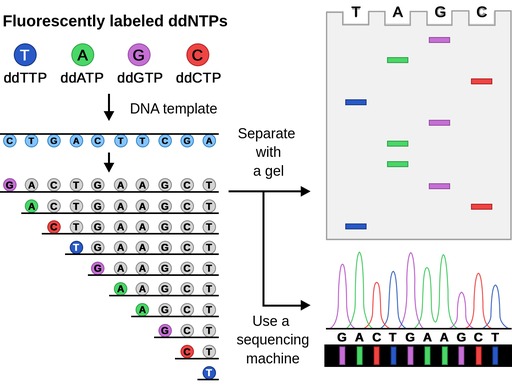 Fluorescently labeled ddNTPs
T A G C
ddTTP ddATP ddGTP ddCTP
DNA template
C T G A C T T C G A
G A C T G A A G C T
A C T G A A G C T
C T G A A G C T
T G A A G C T
G A A G C T
A A G C T
A G C T
G C T
C T
T
Separate
with
a gel
Use a
sequencing
machine
T A G C
G A C T G A A G C T